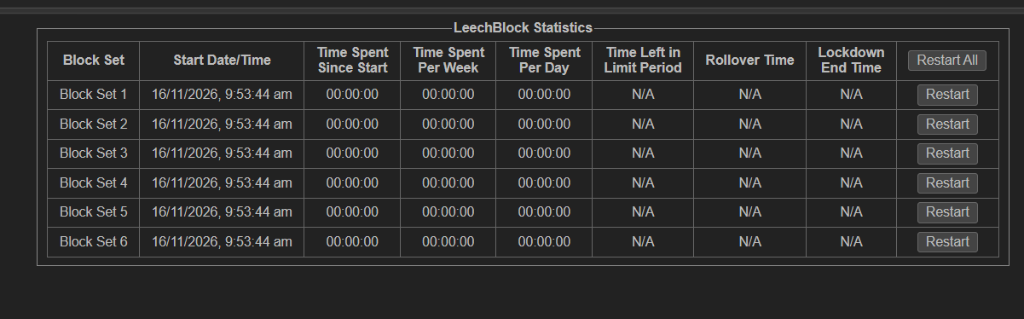 LeechBlock Statistics
Block Set Start Date/Time Time Spent Since Start Time Spent Per Week Time Spent Per Day Time Left in Limit Period Rollover Time Lockdown End Time Restart All
Block Set 1 16/11/2026, 9:53:44 am 00:00:00 00:00:00 00:00:00 N/A N/A N/A Restart
Block Set 2 16/11/2026, 9:53:44 am 00:00:00 00:00:00 00:00:00 N/A N/A N/A Restart
Block Set 3 16/11/2026, 9:53:44 am 00:00:00 00:00:00 00:00:00 N/A N/A N/A Restart
Block Set 4 16/11/2026, 9:53:44 am 00:00:00 00:00:00 00:00:00 N/A N/A N/A Restart
Block Set 5 16/11/2026, 9:53:44 am 00:00:00 00:00:00 00:00:00 N/A N/A N/A Restart
Block Set 6 16/11/2026, 9:53:44 am 00:00:00 00:00:00 00:00:00 N/A N/A N/A Restart